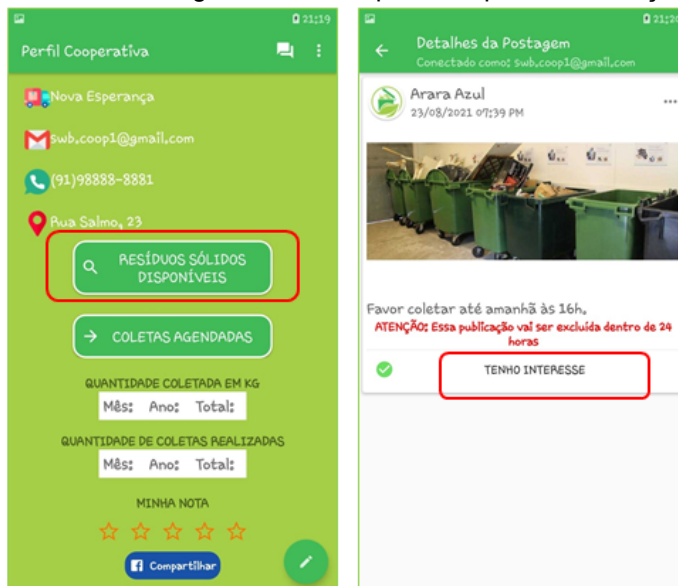 21:19
Perfil Cooperativa
Nova Esperança
swb.coop1@gmail.com
(91)98888-8881
Rua Salmo, 23
RESÍDUOS SÓLIDOS
DISPONÍVEIS
COLETAS AGENDADAS
QUANTIDADE COLETADA EM KG
Mês: Ano: Total:
QUANTIDADE DE COLETAS REALIZADAS
Mês: Ano: Total:
MINHA NOTA
Compartilhar
Detalhes da Postagem
Conectado como: swb.coop1@gmail.com
Arara Azul
23/08/2021 07:39 PM
Favor coletar até amanhã às 16h.
ATENÇÃO: Essa publicação vai ser excluída dentro de 24
horas
TENHO INTERESSE